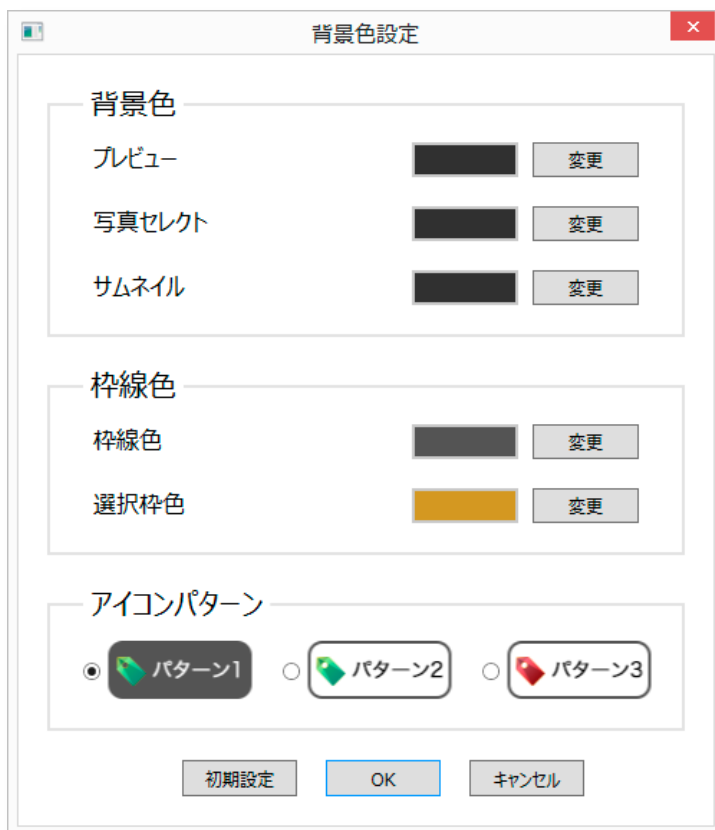 背景色設定
背景色
プレビュー 変更
写真セレクト 変更
サムネイル 変更
枠線色
枠線色 変更
選択枠色 変更
アイコンパターン
パターン1 パターン2 パターン3
初期設定 OK キャンセル